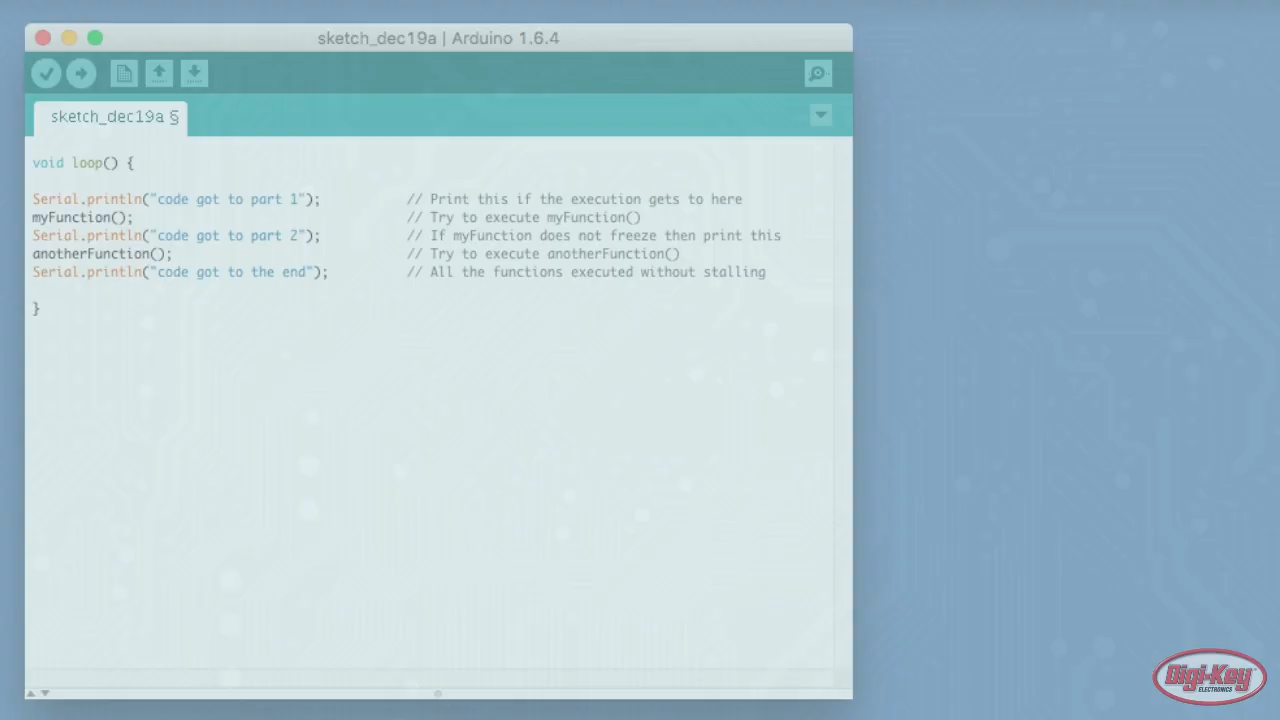 sketch_dec19a | Arduino 1.6.4
sketch_dec19a §
void loop() {
Serial.println("code got to part 1"); // Print this if the execution gets to here
myFunction(); // Try to execute myFunction()
Serial.println("code got to part 2"); // If myFunction does not freeze then print this
anotherFunction(); // Try to execute anotherFunction()
Serial.println("code got to the end"); // All the functions executed without stalling
}
Digi-Key
ELECTRONICS